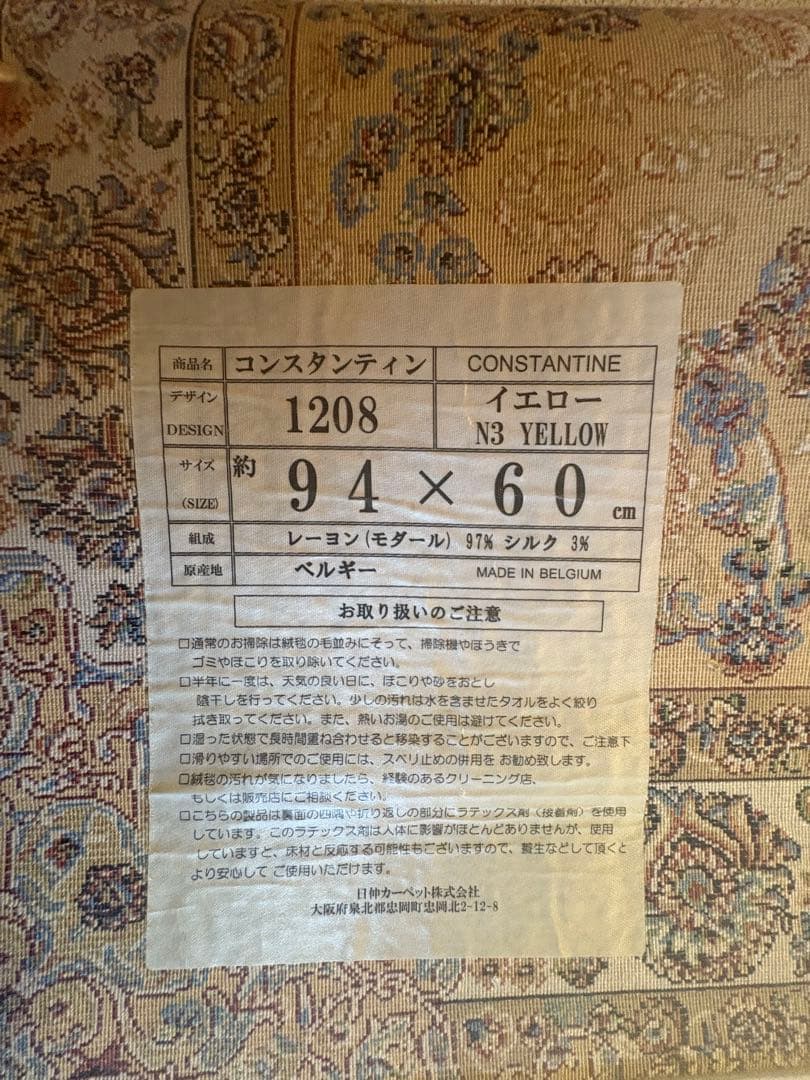 商品名 コンスタンティン CONSTANTINE
デザイン DESIGN 1208 イエロー N3 YELLOW
サイズ (SIZE) 約 94 × 60 cm
組成 レーヨン(モダール) 97% シルク 3%
原産地 ベルギー MADE IN BELGIUM
お取り扱いのご注意
□通常のお掃除は絨毯の毛並みにそって、掃除機やほうきで
ゴミやほこりを取り除いてください。
□半年に一度は、天気の良い日に、ほこりや砂をおとし
陰干しを行ってください。少しの汚れは水を含ませたタオルをよく絞り
拭き取ってください。また、熱いお湯のご使用は避けてください。
□湿った状態で長時間重ね合わせると移染することがございますので、ご注意下
□滑りやすい場所でのご使用には、スベリ止めの併用を お勧め致します。
□絨毯の汚れが気になりましたら、経験のあるクリーニング店、
もしくは販売店にご相談ください。
□こちらの製品は裏面の四隅や折り返しの部分にラテックス剤（接着剤）を使用
しています。このラテックス剤は人体に影響がほとんどありませんが、使用
していますと、床材と反応する可能性もございますので、養生などして頂くと
より安心して ご使用いただけます。
日伸カーペット株式会社
大阪府泉北郡忠岡町忠岡北2-12-8